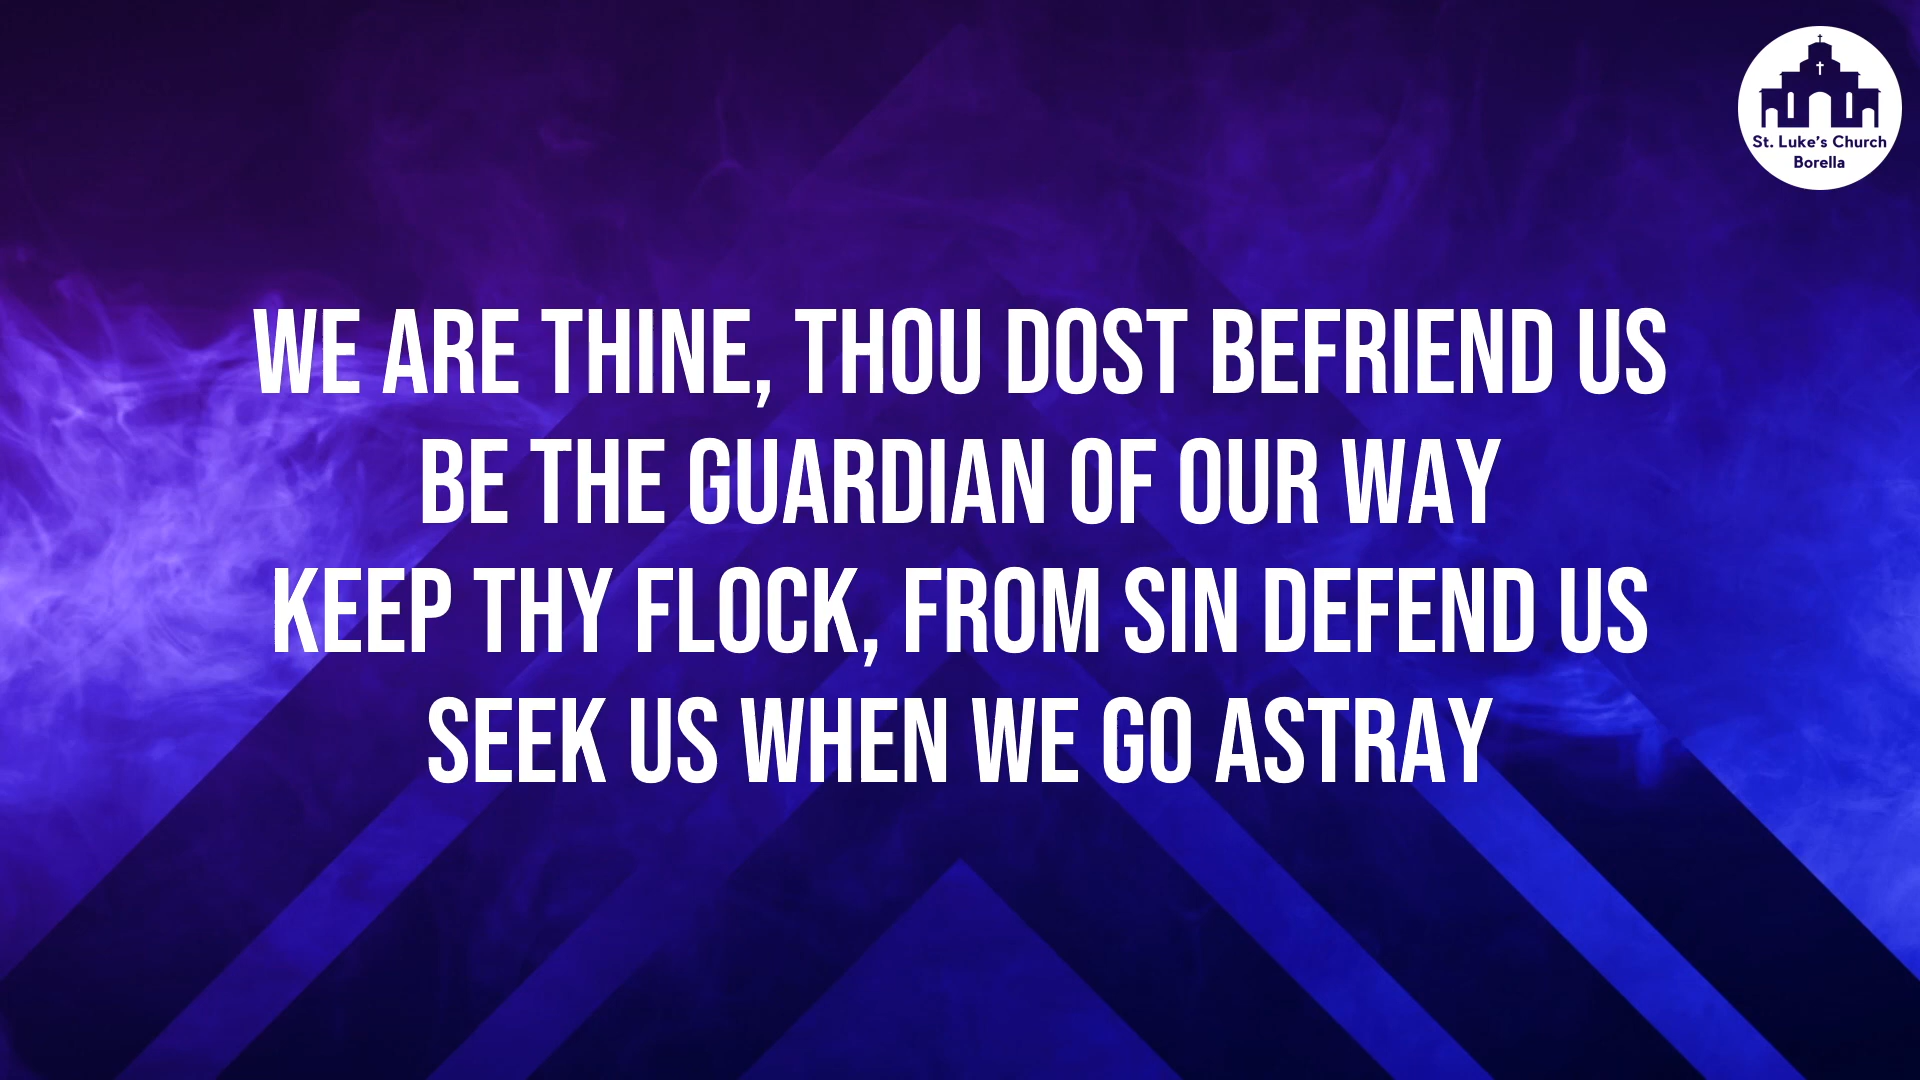 St. Luke's Church
Borella
WE ARE THINE, THOU DOST BEFRIEND US
BE THE GUARDIAN OF OUR WAY
KEEP THY FLOCK, FROM SIN DEFEND US
SEEK US WHEN WE GO ASTRAY